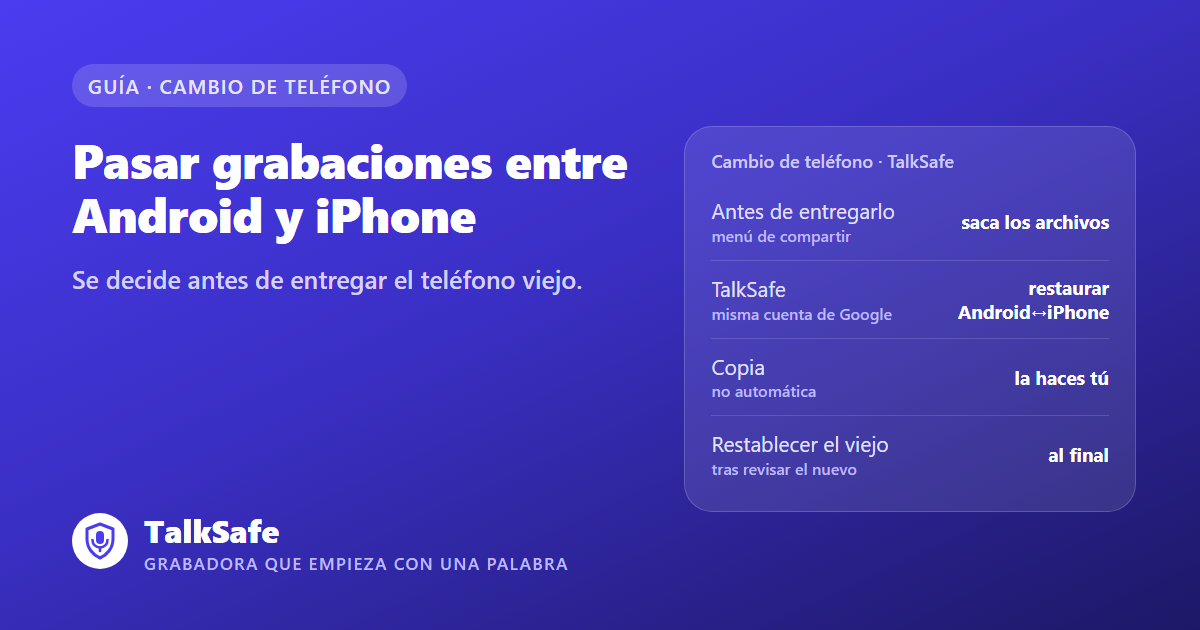 GUÍA · CAMBIO DE TELÉFONO
Pasar grabaciones entre
Android y iPhone
Se decide antes de entregar el teléfono viejo.
Cambio de teléfono · TalkSafe
Antes de entregarlo
menú de compartir
saca los archivos
TalkSafe
misma cuenta de Google
restaurar
Android↔iPhone
Copia
no automática
la haces tú
Restablecer el viejo
tras revisar el nuevo
al final
TalkSafe
GRABADORA QUE EMPIEZA CON UNA PALABRA